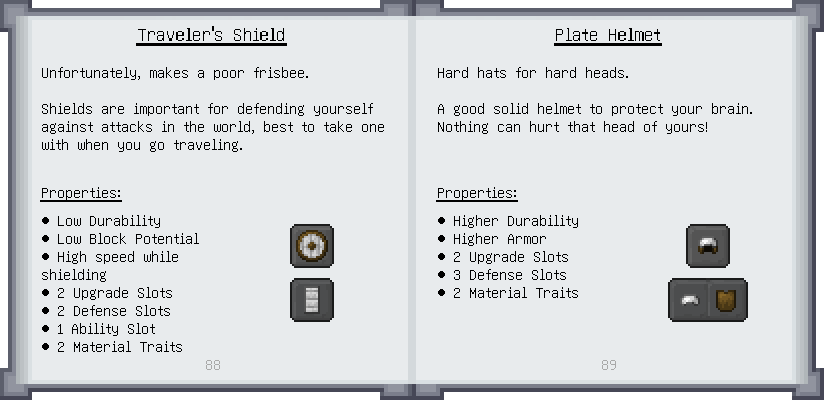 Traveler's Shield
Unfortunately, makes a poor frisbee.
Shields are important for defending yourself
against attacks in the world, best to take one
with when you go traveling.
Properties:
● Low Durability
● Low Block Potential
● High speed while
shielding
● 2 Upgrade Slots
● 2 Defense Slots
● 1 Ability Slot
● 2 Material Traits
88
Plate Helmet
Hard hats for hard heads.
A good solid helmet to protect your brain.
Nothing can hurt that head of yours!
Properties:
● Higher Durability
● Higher Armor
● 2 Upgrade Slots
● 3 Defense Slots
● 2 Material Traits
89